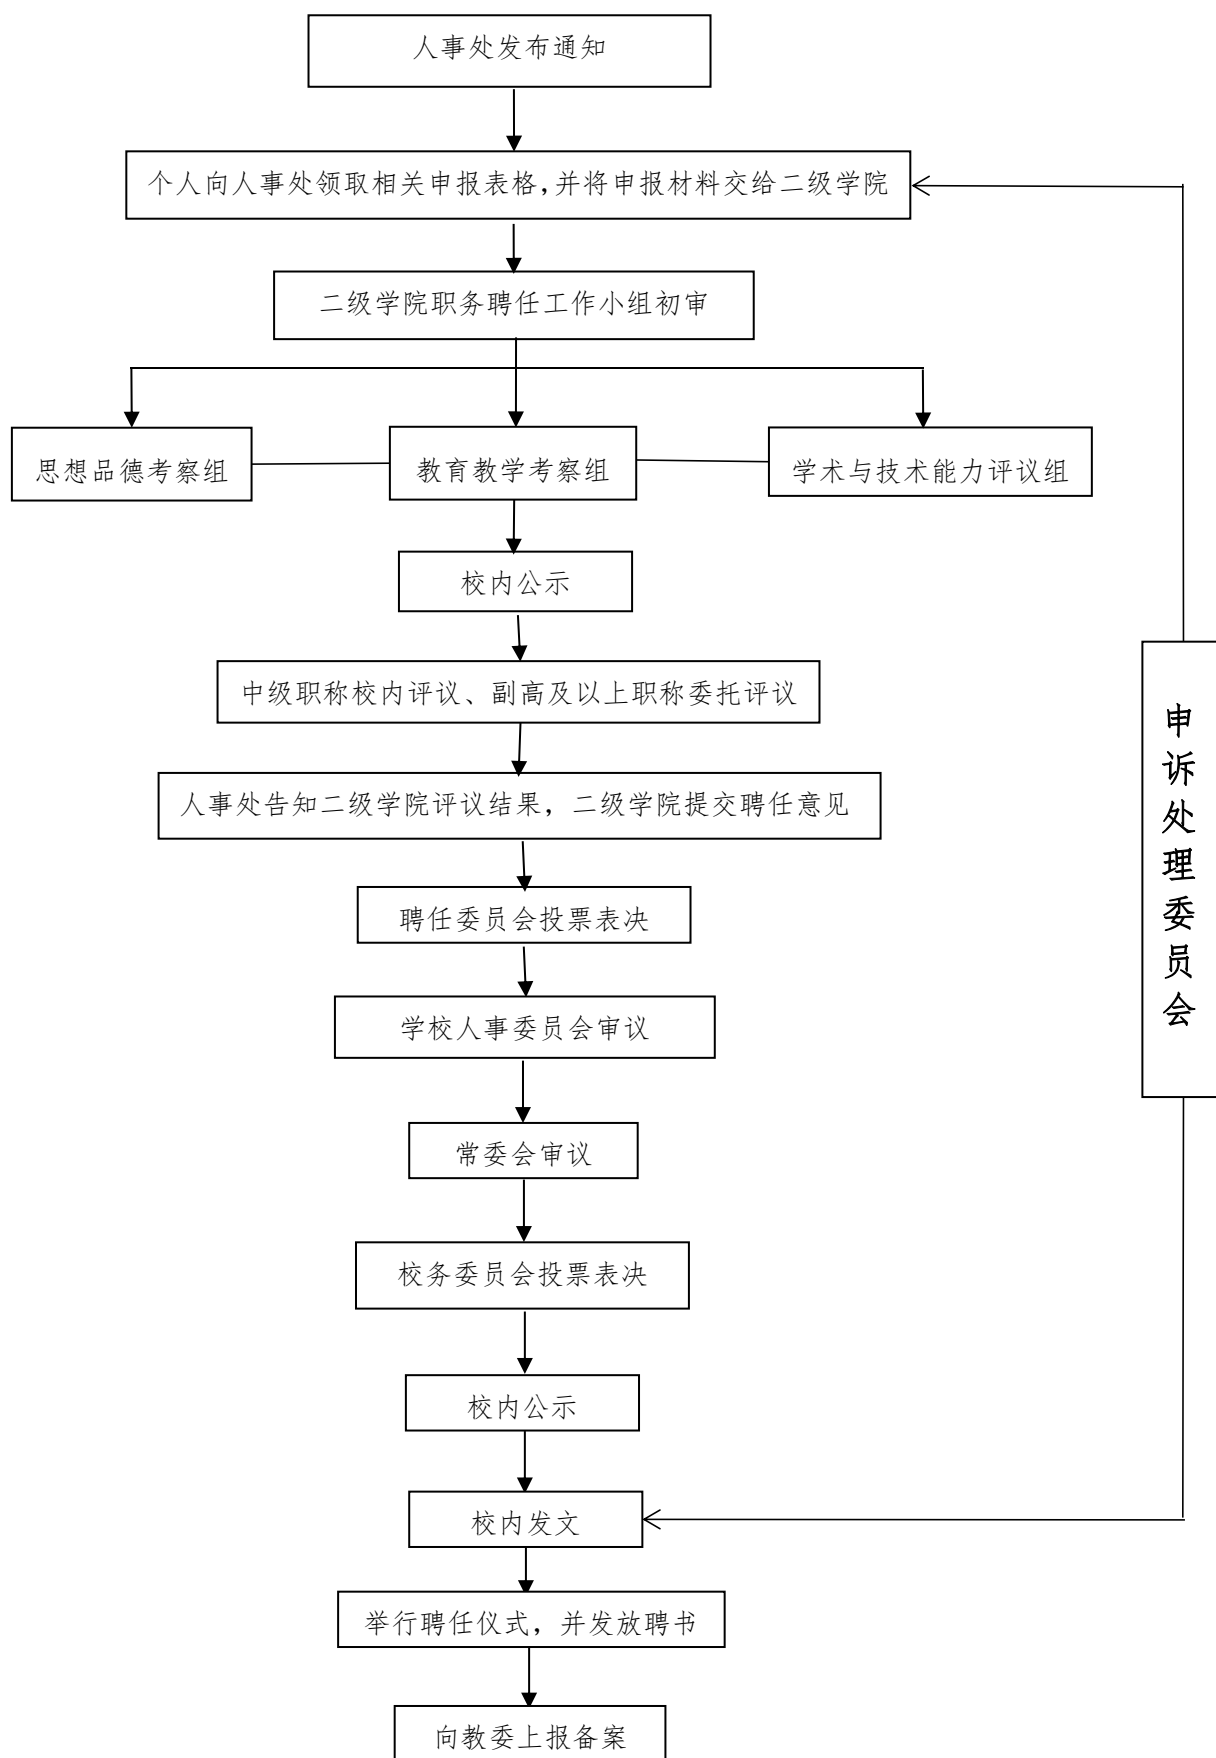 人事处发布通知
个人向人事处领取相关申报表格,并将申报材料交给二级学院
二级学院职务聘任工作小组初审
思想品德考察组
教育教学考察组
学术与技术能力评议组
校内公示
中级职称校内评议、副高及以上职称委托评议
人事处告知二级学院评议结果，二级学院提交聘任意见
聘任委员会投票表决
学校人事委员会审议
常委会审议
校务委员会投票表决
校内公示
校内发文
举行聘任仪式，并发放聘书
向教委上报备案
申诉处理委员会